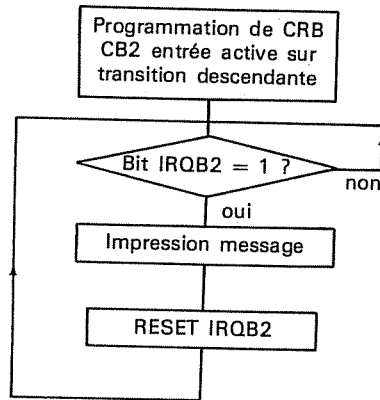 Programmation de CRB
CB2 entrée active sur
transition descendante
Bit IRQB2 = 1 ?
non
oui
Impression message
RESET IRQB2